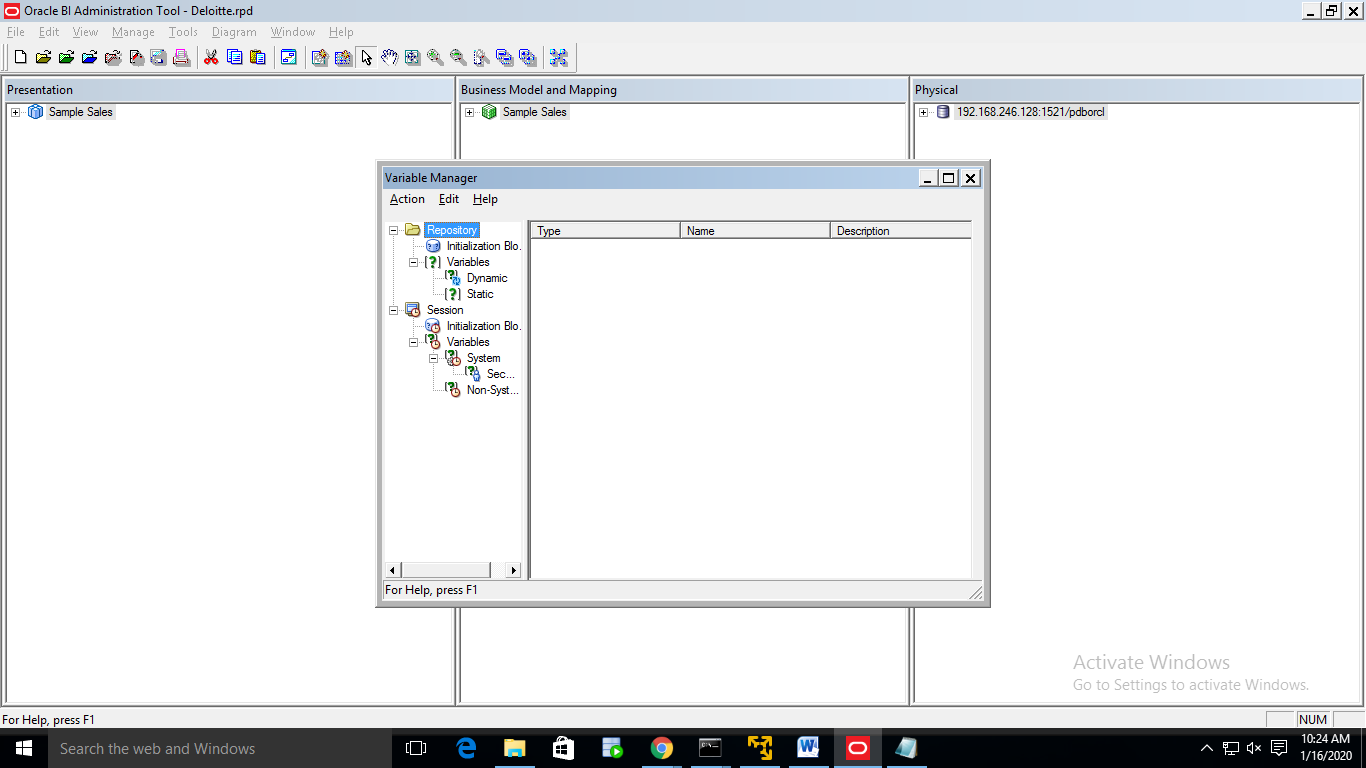 Oracle BI Administration Tool - Deloitte.rpd
File Edit View Manage Tools Diagram Window Help
Presentation
Business Model and Mapping
Physical
Sample Sales
Sample Sales
192.168.246.128:1521/pdborcl
Variable Manager
Action Edit Help
Type Name Description
Repository
Initialization Blo.
Variables
Dynamic
Static
Session
Initialization Blo.
Variables
System
Sec...
Non-Syst...
For Help, press F1
Activate Windows
Go to Settings to activate Windows.
For Help, press F1
NUM
Search the web and Windows
10:24 AM
1/16/2020